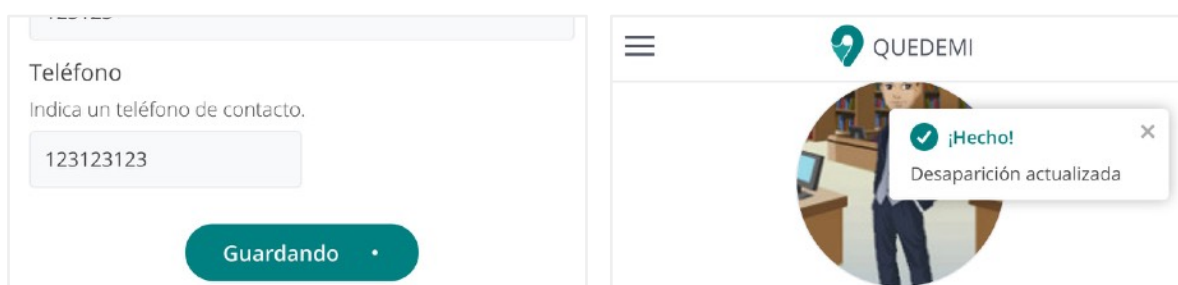 Teléfono
Indica un teléfono de contacto.
123123123
Guardando
QUEDEMI
¡Hecho!
Desaparición actualizada